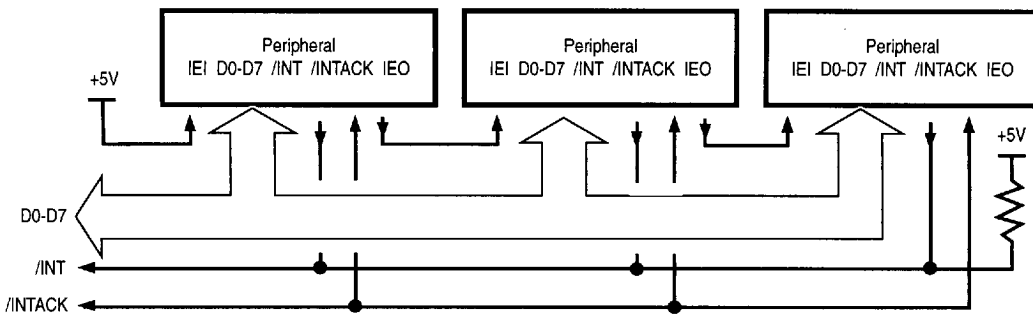 Peripheral
IEI D0-D7 /INT /INTACK IEO
Peripheral
IEI D0-D7 /INT /INTACK IEO
Peripheral
IEI D0-D7 /INT /INTACK IEO
+5V
+5V
D0-D7
/INT
/INTACK